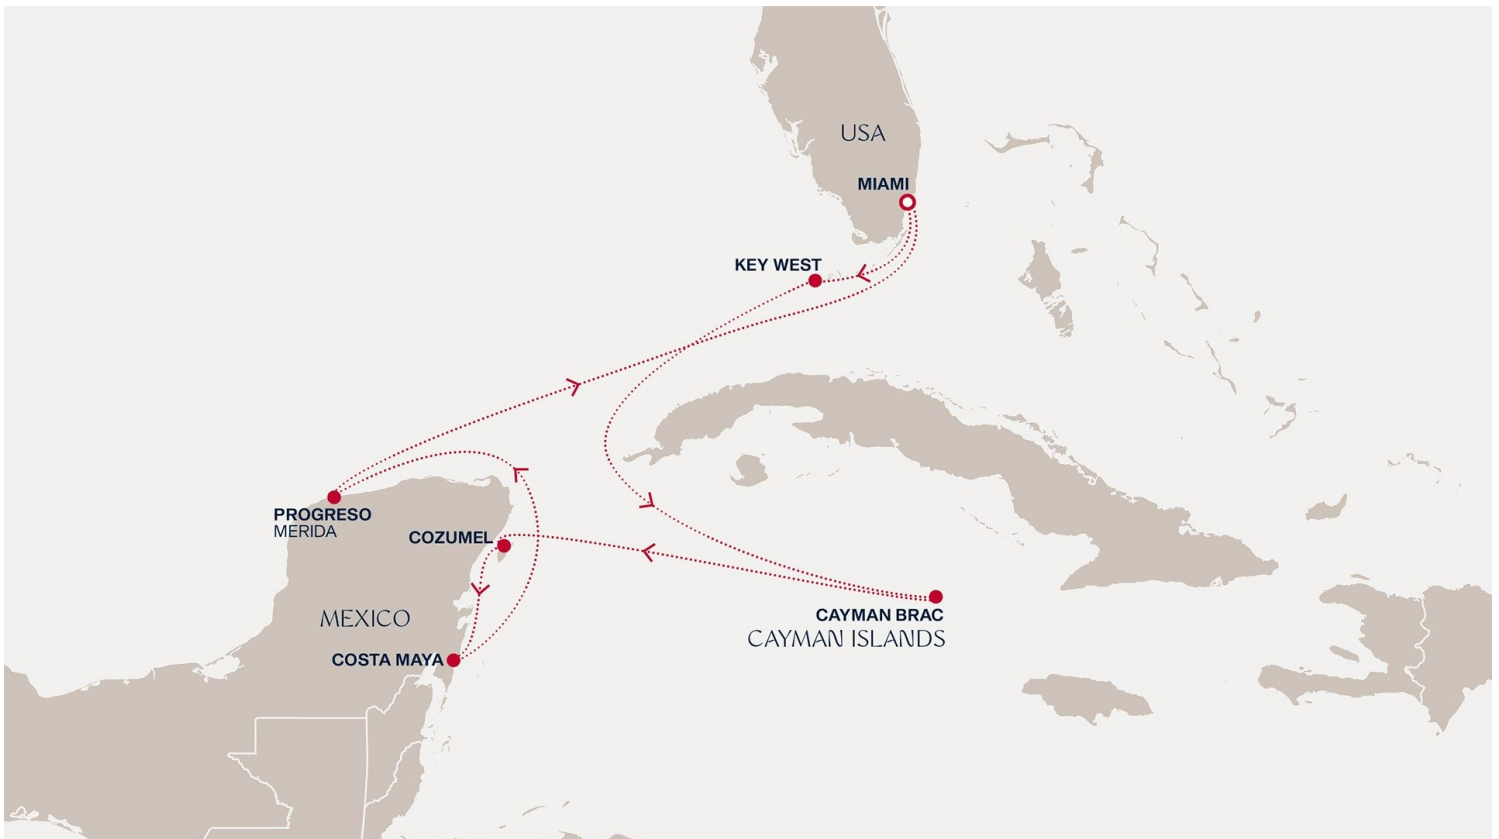 USA
MIAMI
KEY WEST
PROGRESO
MERIDA
COZUMEL
MEXICO
CAYMAN BRAC
CAYMAN ISLANDS
COSTA MAYA